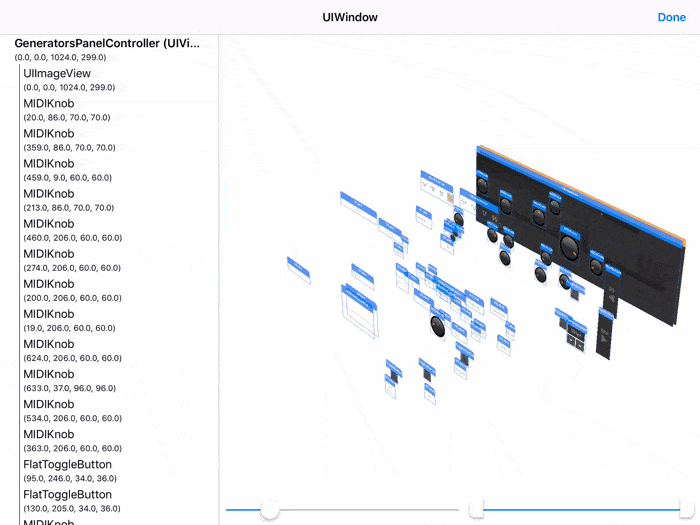 UIWindow
Done
GeneratorsPanelController (UIVi...
(0.0, 0.0, 1024.0, 299.0)
UIImageView
(0.0, 0.0, 1024.0, 299.0)
MIDIKnob
(20.0, 86.0, 70.0, 70.0)
MIDIKnob
(359.0, 86.0, 70.0, 70.0)
MIDIKnob
(459.0, 9.0, 60.0, 60.0)
MIDIKnob
(213.0, 86.0, 70.0, 70.0)
MIDIKnob
(460.0, 206.0, 60.0, 60.0)
MIDIKnob
(274.0, 206.0, 60.0, 60.0)
MIDIKnob
(200.0, 206.0, 60.0, 60.0)
MIDIKnob
(19.0, 206.0, 60.0, 60.0)
MIDIKnob
(624.0, 206.0, 60.0, 60.0)
MIDIKnob
(633.0, 37.0, 96.0, 96.0)
MIDIKnob
(534.0, 206.0, 60.0, 60.0)
MIDIKnob
(363.0, 206.0, 60.0, 60.0)
FlatToggleButton
(95.0, 246.0, 34.0, 36.0)
FlatToggleButton
(130.0, 205.0, 34.0, 36.0)
MIDIKnob